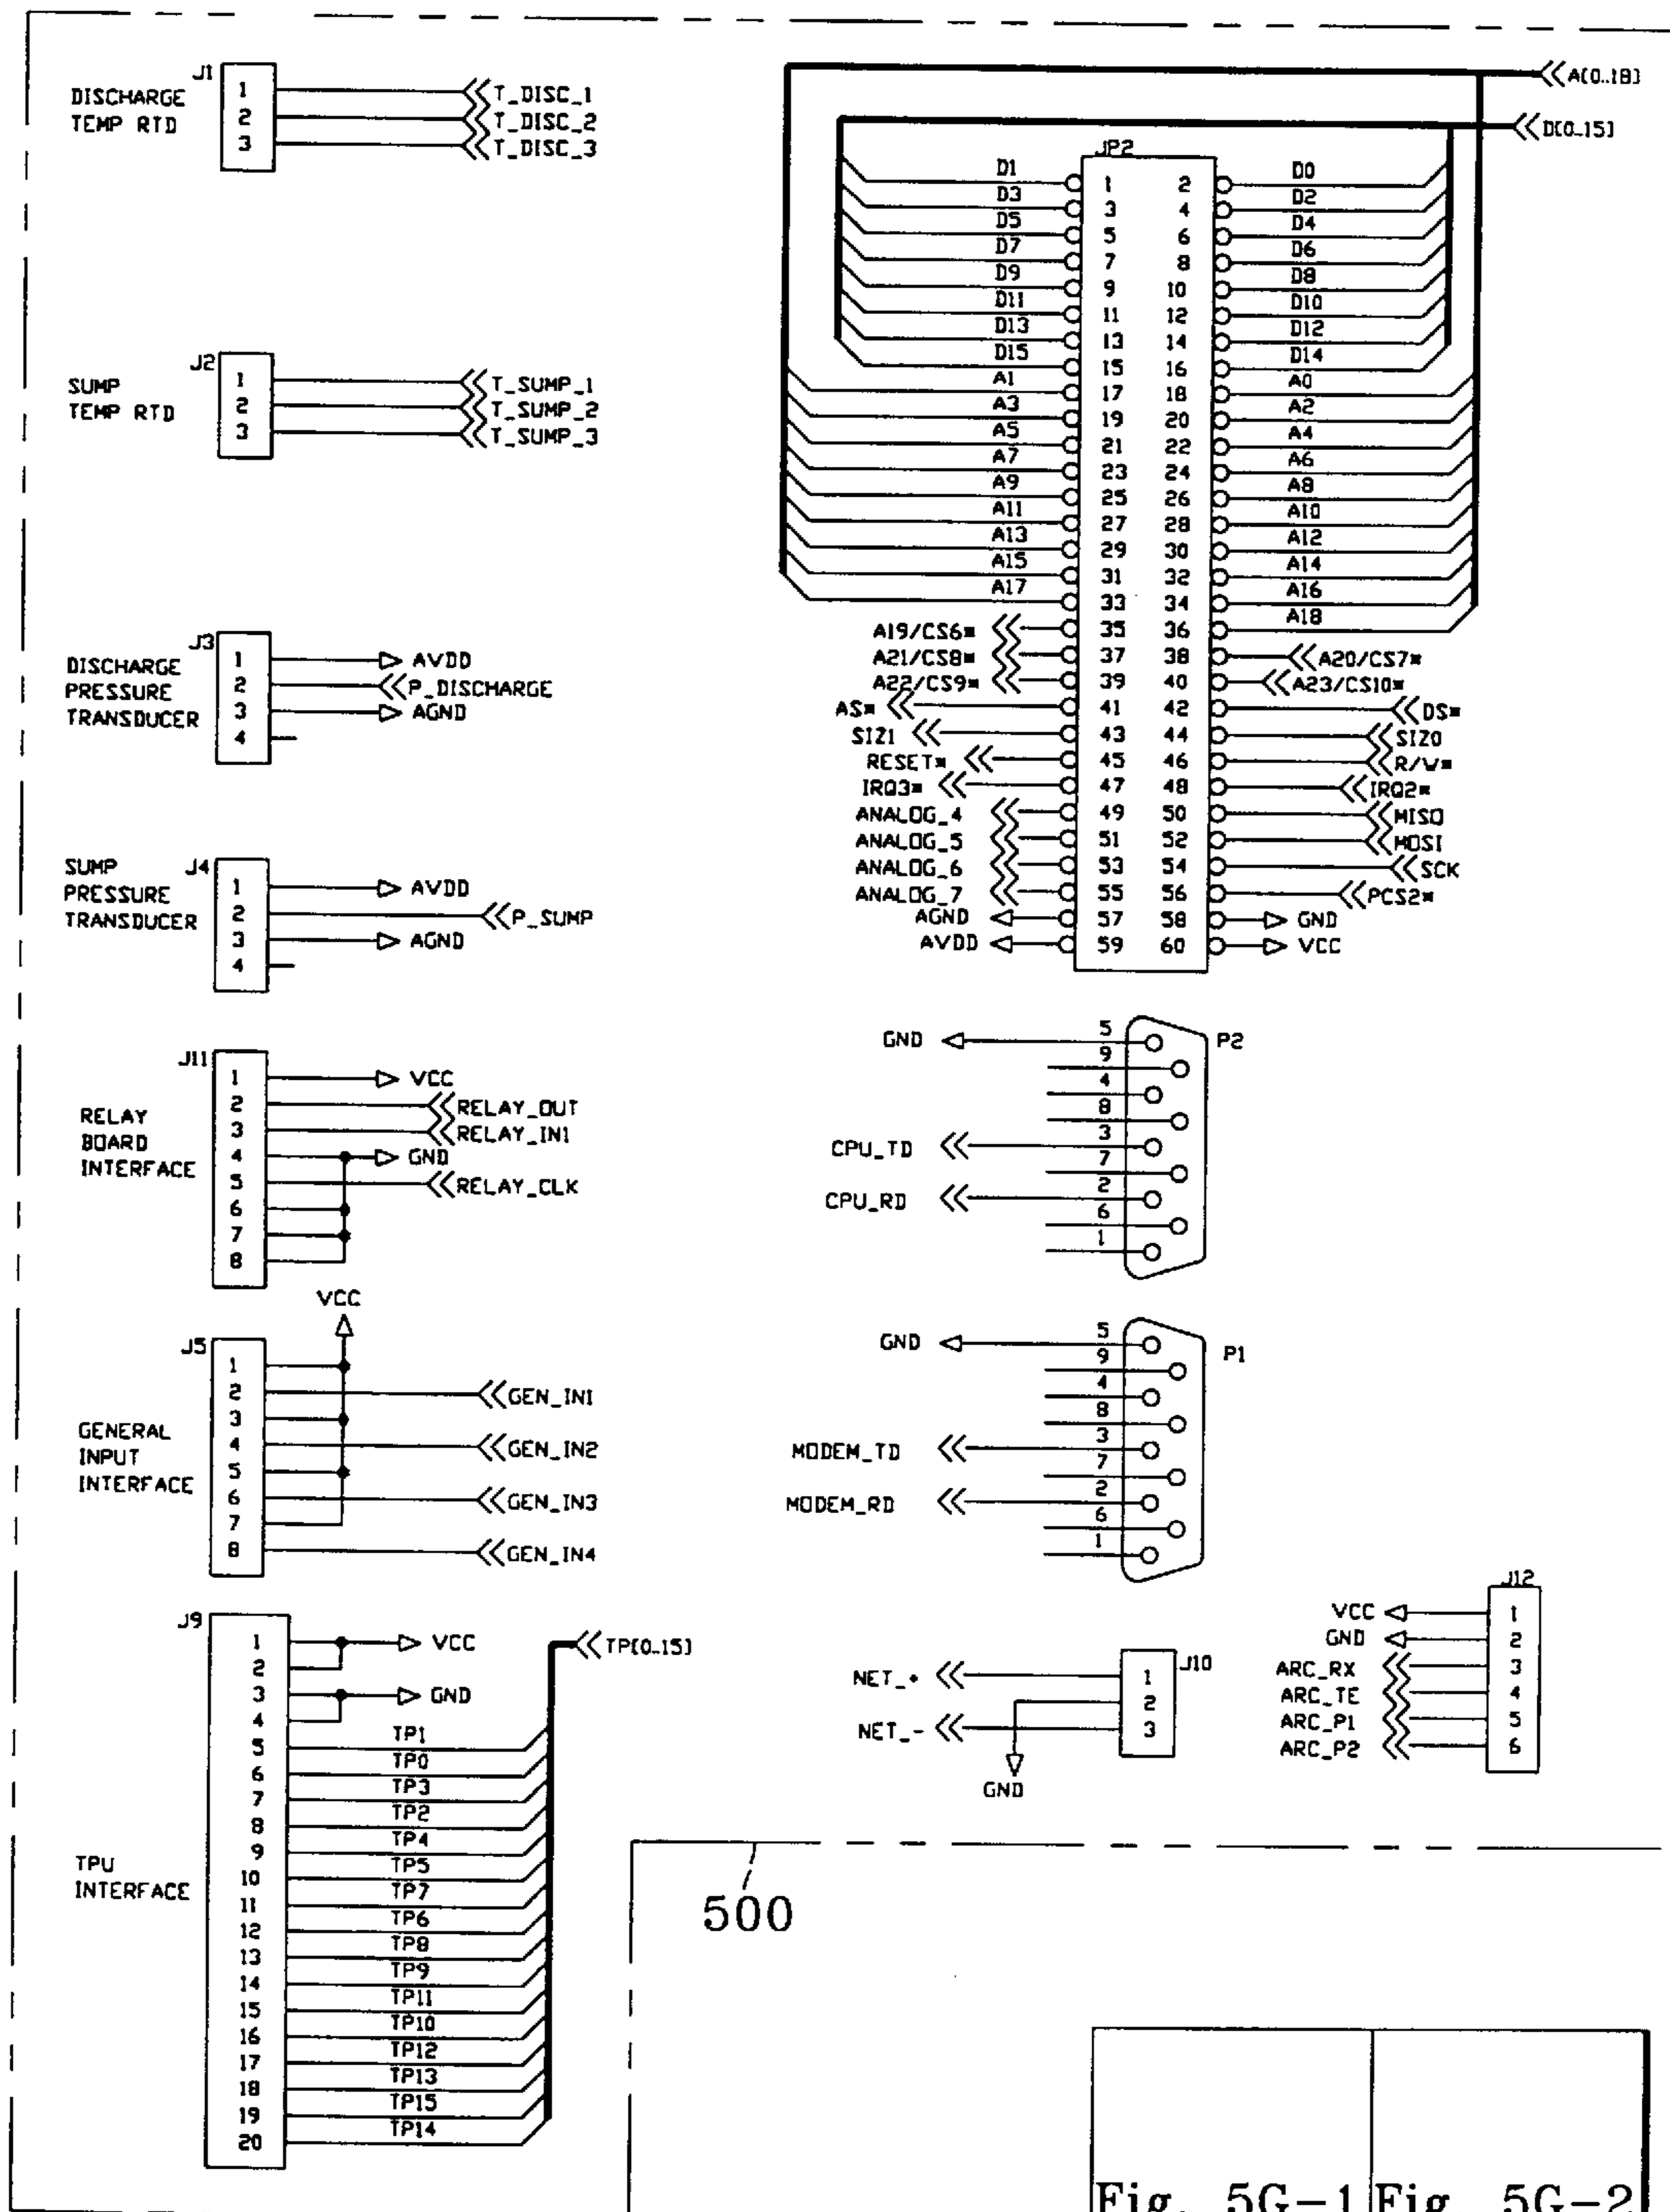 J1
DISCHARGE
TEMP RTD
1
2
3
T_DISC_1
T_DISC_2
T_DISC_3
J2
SUMP
TEMP RTD
1
2
3
T_SUMP_1
T_SUMP_2
T_SUMP_3
J3
DISCHARGE
PRESSURE
TRANSDUCER
1
2
3
4
AVDD
P_DISCHARGE
AGND
J4
SUMP
PRESSURE
TRANSDUCER
1
2
3
4
AVDD
P_SUMP
AGND
J11
RELAY
BOARD
INTERFACE
1
2
3
4
5
6
7
8
VCC
RELAY_OUT
RELAY_IN1
GND
RELAY_CLK
VCC
J5
GENERAL
INPUT
INTERFACE
1
2
3
4
5
6
7
8
GEN_IN1
GEN_IN2
GEN_IN3
GEN_IN4
J9
TPU
INTERFACE
1
2
3
4
5
6
7
8
9
10
11
12
13
14
15
16
17
18
19
20
VCC
GND
TP[0..15]
TP1
TP0
TP3
TP2
TP4
TP5
TP7
TP6
TP8
TP9
TP11
TP10
TP12
TP13
TP15
TP14
A[0..18]
D[0..15]
JP2
D1 1 2 D0
D3 3 4 D2
D5 5 6 D4
D7 7 8 D6
D9 9 10 D8
D11 11 12 D10
D13 13 14 D12
D15 15 16 D14
A1 17 18 A0
A3 19 20 A2
A5 21 22 A4
A7 23 24 A6
A9 25 26 A8
A11 27 28 A10
A13 29 30 A12
A15 31 32 A14
A17 33 34 A16
A19/CS6* 35 36 A18
A21/CS8* 37 38 A20/CS7*
A22/CS9* 39 40 A23/CS10*
AS* 41 42 DS*
SIZ1 43 44 SIZ0
RESET* 45 46 R/W*
IRQ3* 47 48 IRQ2*
ANALOG_4 49 50 MISO
ANALOG_5 51 52 MOSI
ANALOG_6 53 54 SCK
ANALOG_7 55 56 PCS2*
AGND 57 58 GND
AVDD 59 60 VCC
P2
GND 5
9
4
8
CPU_TD 3
7
CPU_RD 2
6
1
P1
GND 5
9
4
8
MODEM_TD 3
7
MODEM_RD 2
6
1
J10
NET_+ 1
2
NET_- 3
GND
J12
VCC 1
GND 2
ARC_RX 3
ARC_TE 4
ARC_P1 5
ARC_P2 6
500
Fig. 5G-1 Fig. 5G-2